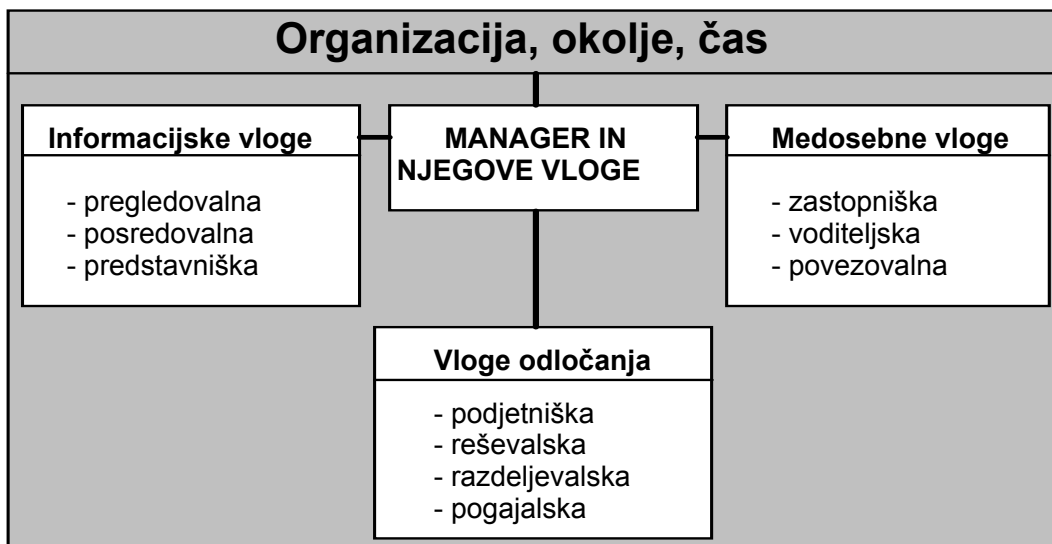 Organizacija, okolje, čas
Informacijske vloge
- pregledovalna
- posredovalna
- predstavniška
MANAGER IN
NJEGOVE VLOGE
Medosebne vloge
- zastopniška
- voditeljska
- povezovalna
Vloge odločanja
- podjetniška
- reševalska
- razdeljevalska
- pogajalska